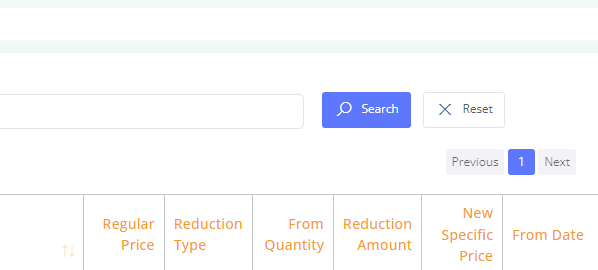 Search Reset
Previous 1 Next
Regular Price
Reduction Type
From Quantity
Reduction Amount
New Specific Price
From Date